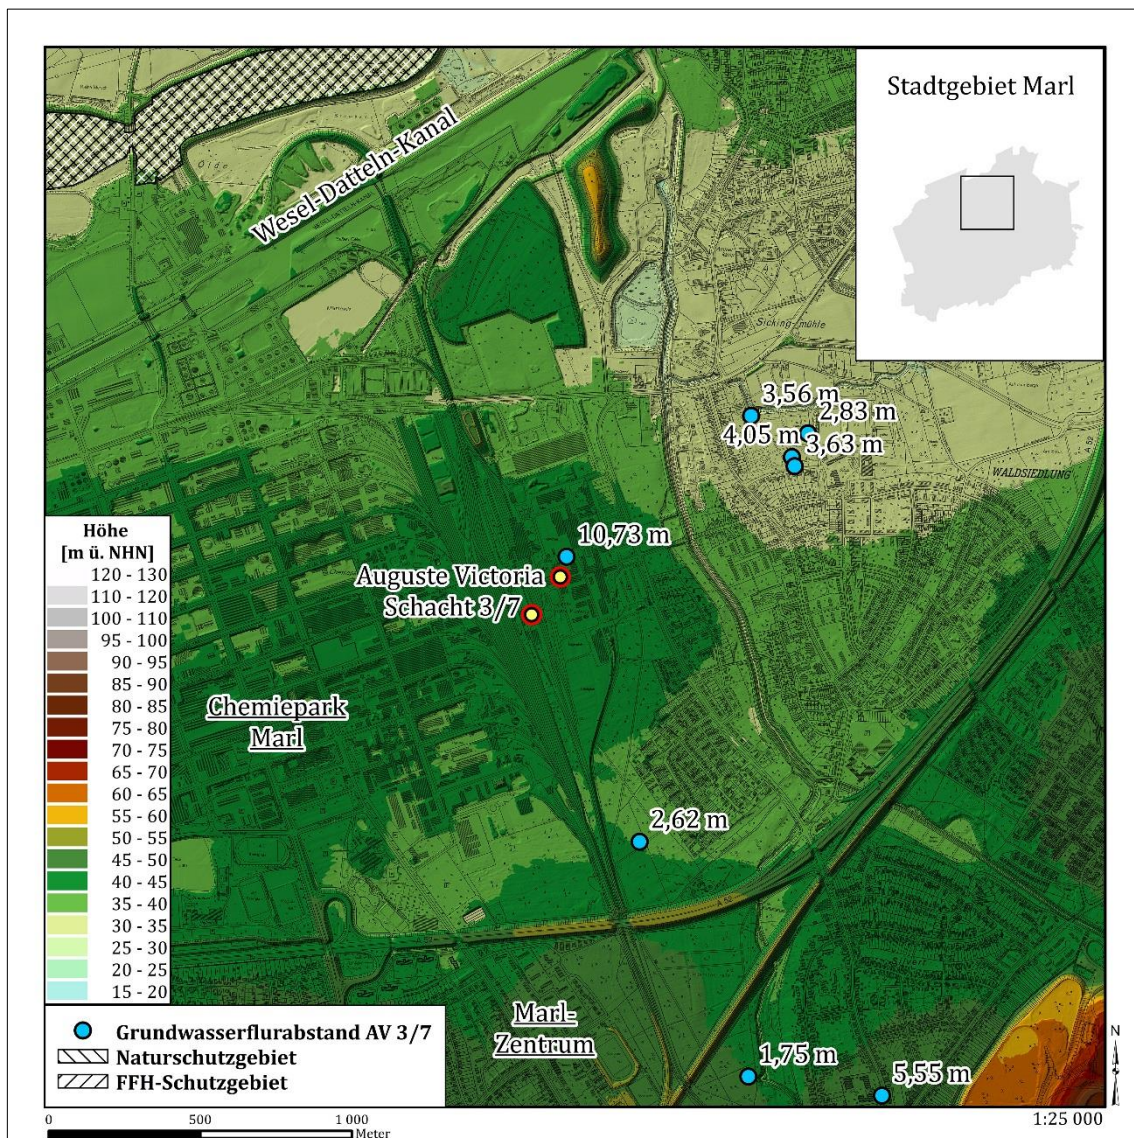 Stadtgebiet Marl
Wesel-Datteln-Kanal
Sicking-mühle
3,56 m
2,83 m
4,05 m
3,63 m
WALDSIEDLUNG
A 52
10,73 m
Auguste Victoria
Schacht 3/7
Chemiepark
Marl
2,62 m
A 52
Marl-
Zentrum
1,75 m
5,55 m
Höhe
[m ü. NHN]
120 - 130
110 - 120
100 - 110
95 - 100
90 - 95
85 - 90
80 - 85
75 - 80
70 - 75
65 - 70
60 - 65
55 - 60
50 - 55
45 - 50
40 - 45
35 - 40
30 - 35
25 - 30
20 - 25
15 - 20
Grundwasserflurabstand AV 3/7
Naturschutzgebiet
FFH-Schutzgebiet
N
0 500 1 000
Meter
1:25 000